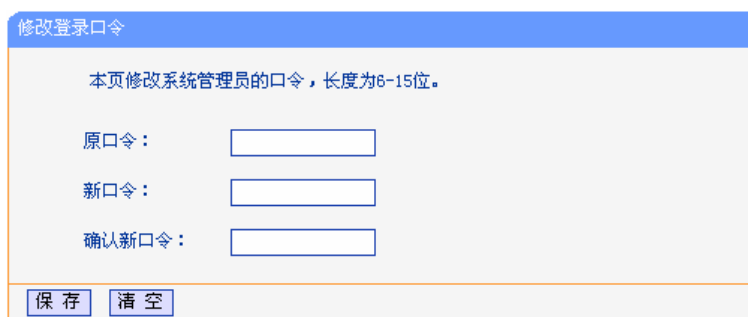 修改登录口令
本页修改系统管理员的口令，长度为6-15位。
原口令：
新口令：
确认新口令：
保 存 清 空